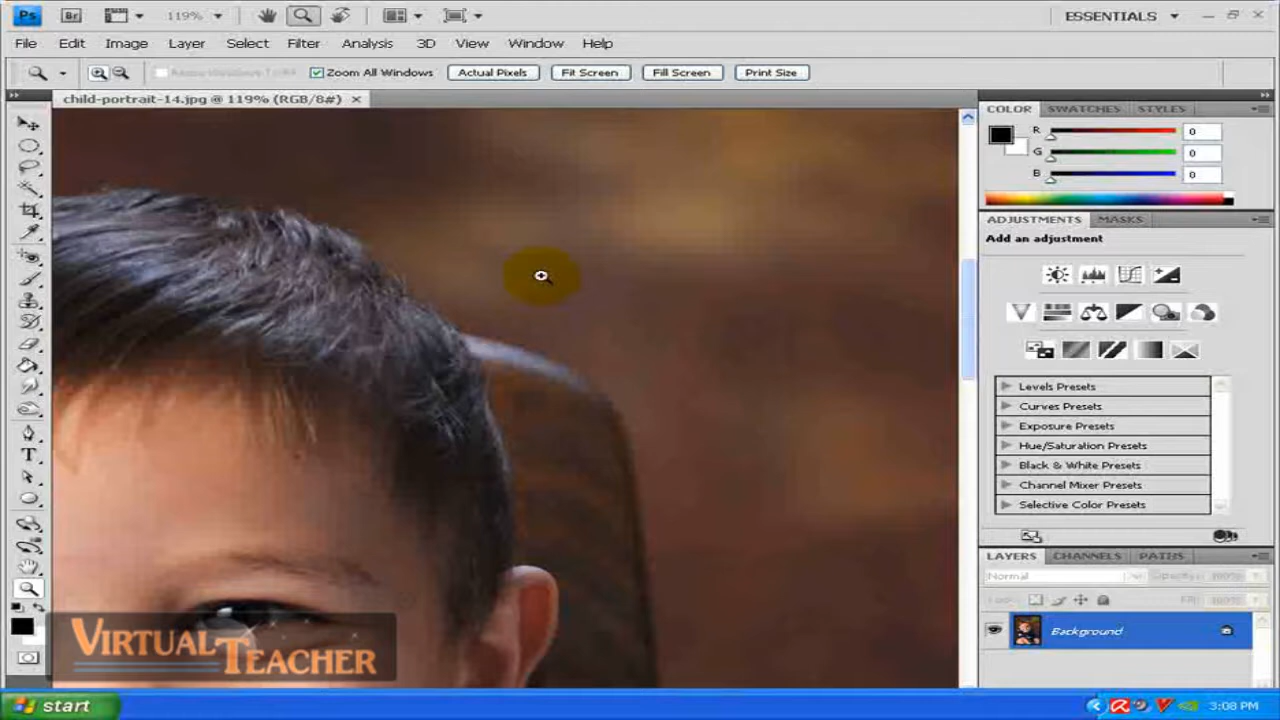 Ps Br 119% ESSENTIALS
File Edit Image Layer Select Filter Analysis 3D View Window Help
Zoom All Windows Actual Pixels Fit Screen Fill Screen Print Size
child-portrait-14.jpg @ 119% (RGB/8#)
COLOR SWATCHES STYLES
R 0
G 0
B 0
ADJUSTMENTS MASKS
Add an adjustment
Levels Presets
Curves Presets
Exposure Presets
Hue/Saturation Presets
Black & White Presets
Channel Mixer Presets
Selective Color Presets
LAYERS CHANNELS PATHS
Normal Opacity: 100%
Fill: 100%
Background
T
VIRTUAL TEACHER
start 3:08 PM